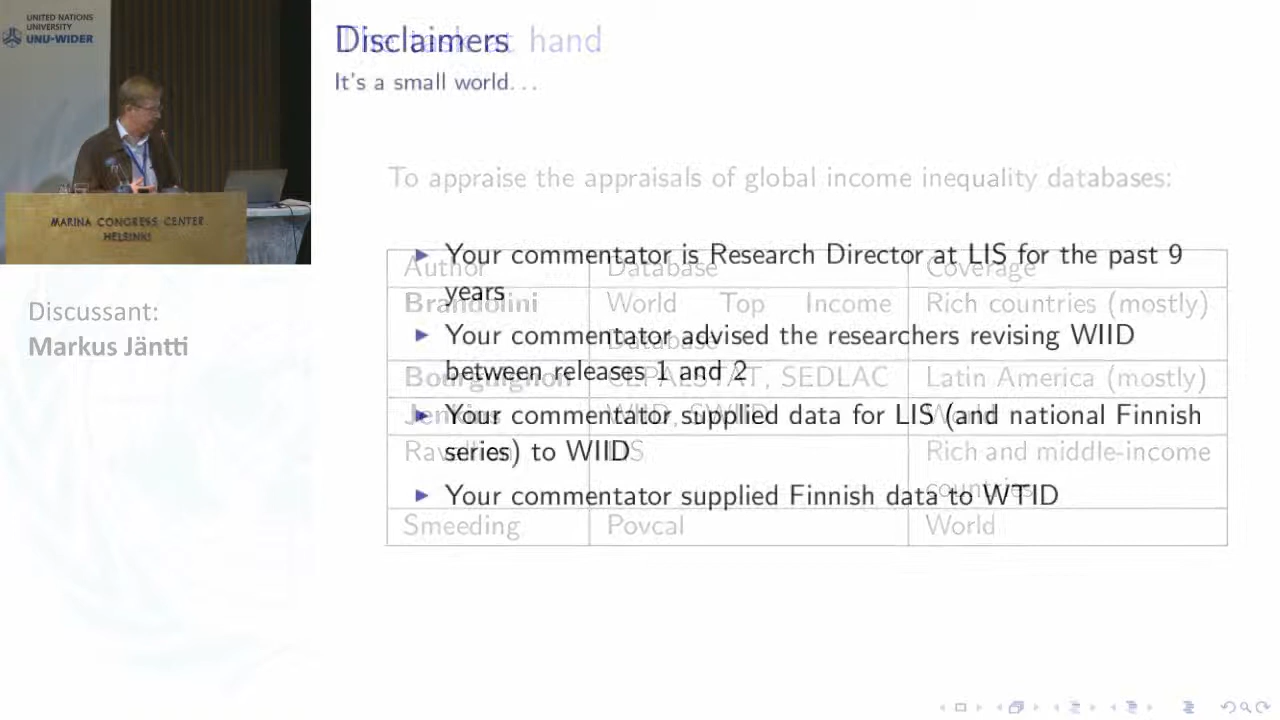 UNITED NATIONS
UNIVERSITY
UNU-WIDER
MARINA CONGRESS CENTER
HELSINKI
Discussant:
Markus Jäntti
Disclaimers
The task at hand
It's a small world...
To appraise the appraisals of global income inequality databases:
Your commentator is Research Director at LIS for the past 9
years
Your commentator advised the researchers revising WIID
between releases 1 and 2
Your commentator supplied data for LIS (and national Finnish
series) to WIID
Your commentator supplied Finnish data to WTID
Author Database Coverage
Brandolini World Top Income Rich countries (mostly)
Database
Bourguignon CEPALSTAT, SEDLAC Latin America (mostly)
Jenkins WIID, SWIID World
Ravallion LIS Rich and middle-income
countries
Smeeding Povcal World